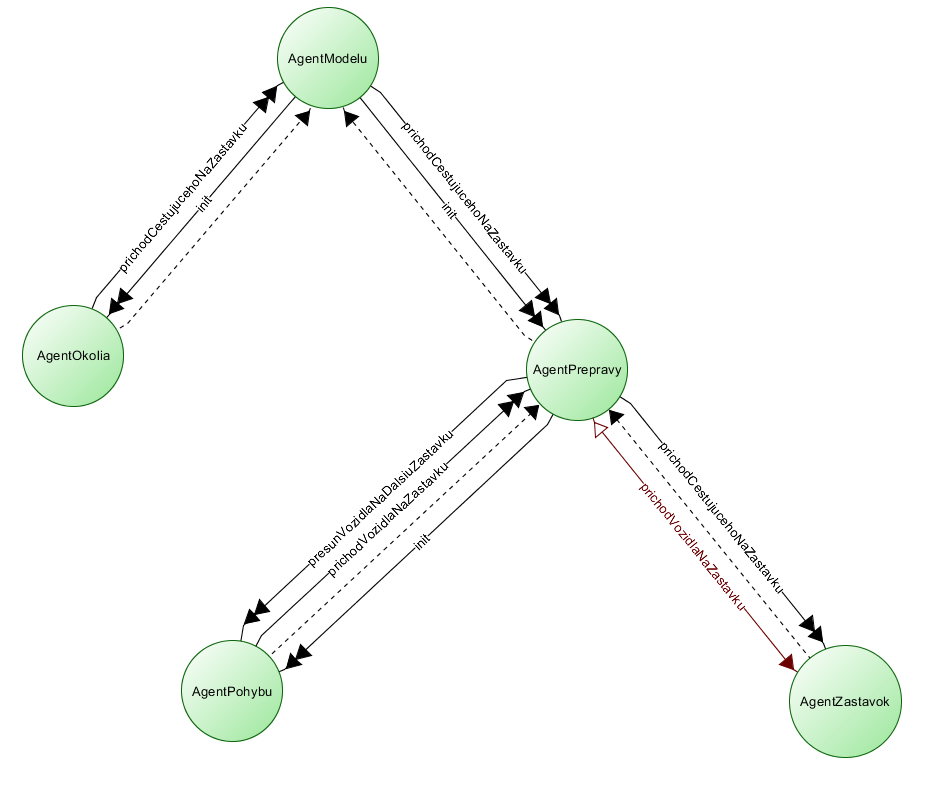 AgentModelu
prichodCestujucehoNaZastavku
init
prichodCestujucehoNaZastavku
init
AgentOkolia
AgentPrepravy
presunVozidlaNaDalsiuZastavku
prichodVozidlaNaZastavku
init
prichodCestujucehoNaZastavku
prichodVozidlaNaZastavku
AgentPohybu
AgentZastavok